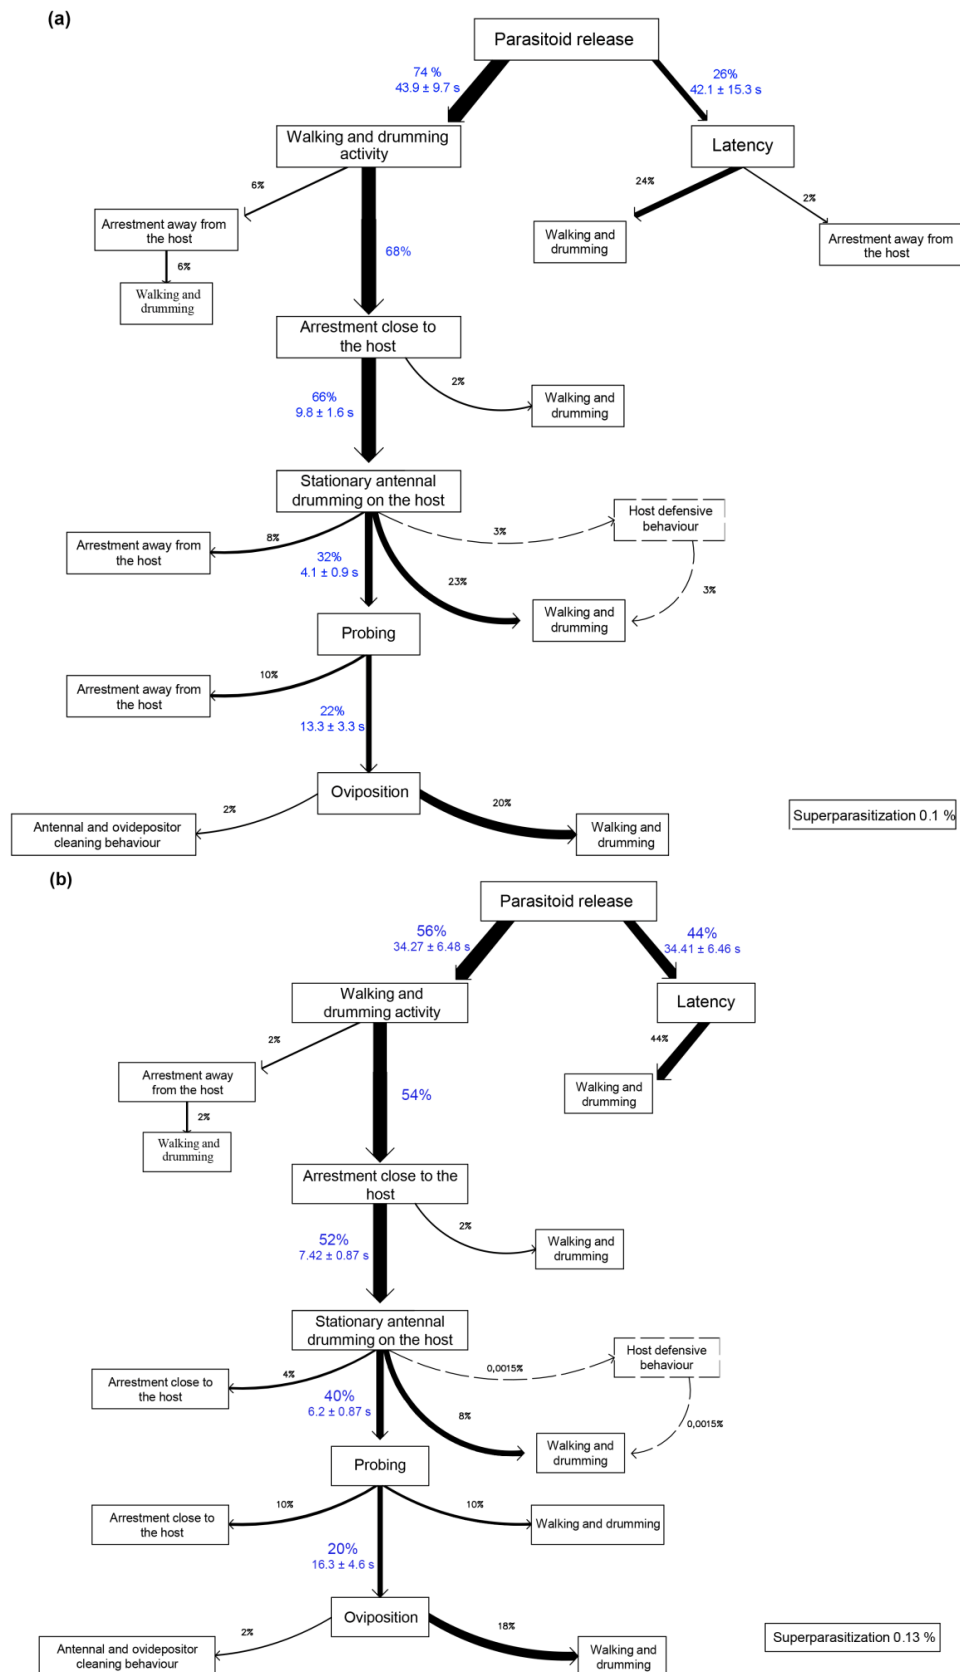 (a)
Parasitoid release
74 %
43.9 ± 9.7 s
26%
42.1 ± 15.3 s
Walking and drumming
activity
Latency
6%
24%
2%
Arrestment away from
the host
68%
Walking and
drumming
Arrestment away from
the host
6%
Walking and
drumming
Arrestment close to
the host
66%
9.8 ± 1.6 s
2%
Walking and
drumming
Stationary antennal
drumming on the host
Host defensive
behaviour
3%
8%
Arrestment away from
the host
32%
4.1 ± 0.9 s
23%
3%
Walking and
drumming
Probing
10%
Arrestment away from
the host
22%
13.3 ± 3.3 s
Oviposition
2%
20%
Antennal and ovidepositor
cleaning behaviour
Walking and
drumming
Superparasitization 0.1 %
(b)
Parasitoid release
56%
34.27 ± 6.48 s
44%
34.41 ± 6.46 s
Walking and
drumming activity
Latency
2%
44%
Arrestment away
from the host
54%
Walking and
drumming
2%
Walking and
drumming
Arrestment close to the
host
52%
7.42 ± 0.87 s
2%
Walking and
drumming
Stationary antennal
drumming on the host
Host defensive
behaviour
0,0015%
4%
Arrestment close to
the host
40%
6.2 ± 0.87 s
8%
0,0015%
Walking and
drumming
Probing
10%
10%
Arrestment close to
the host
Walking and drumming
20%
16.3 ± 4.6 s
Oviposition
2%
18%
Antennal and ovidepositor
cleaning behaviour
Walking and
drumming
Superparasitization 0.13 %